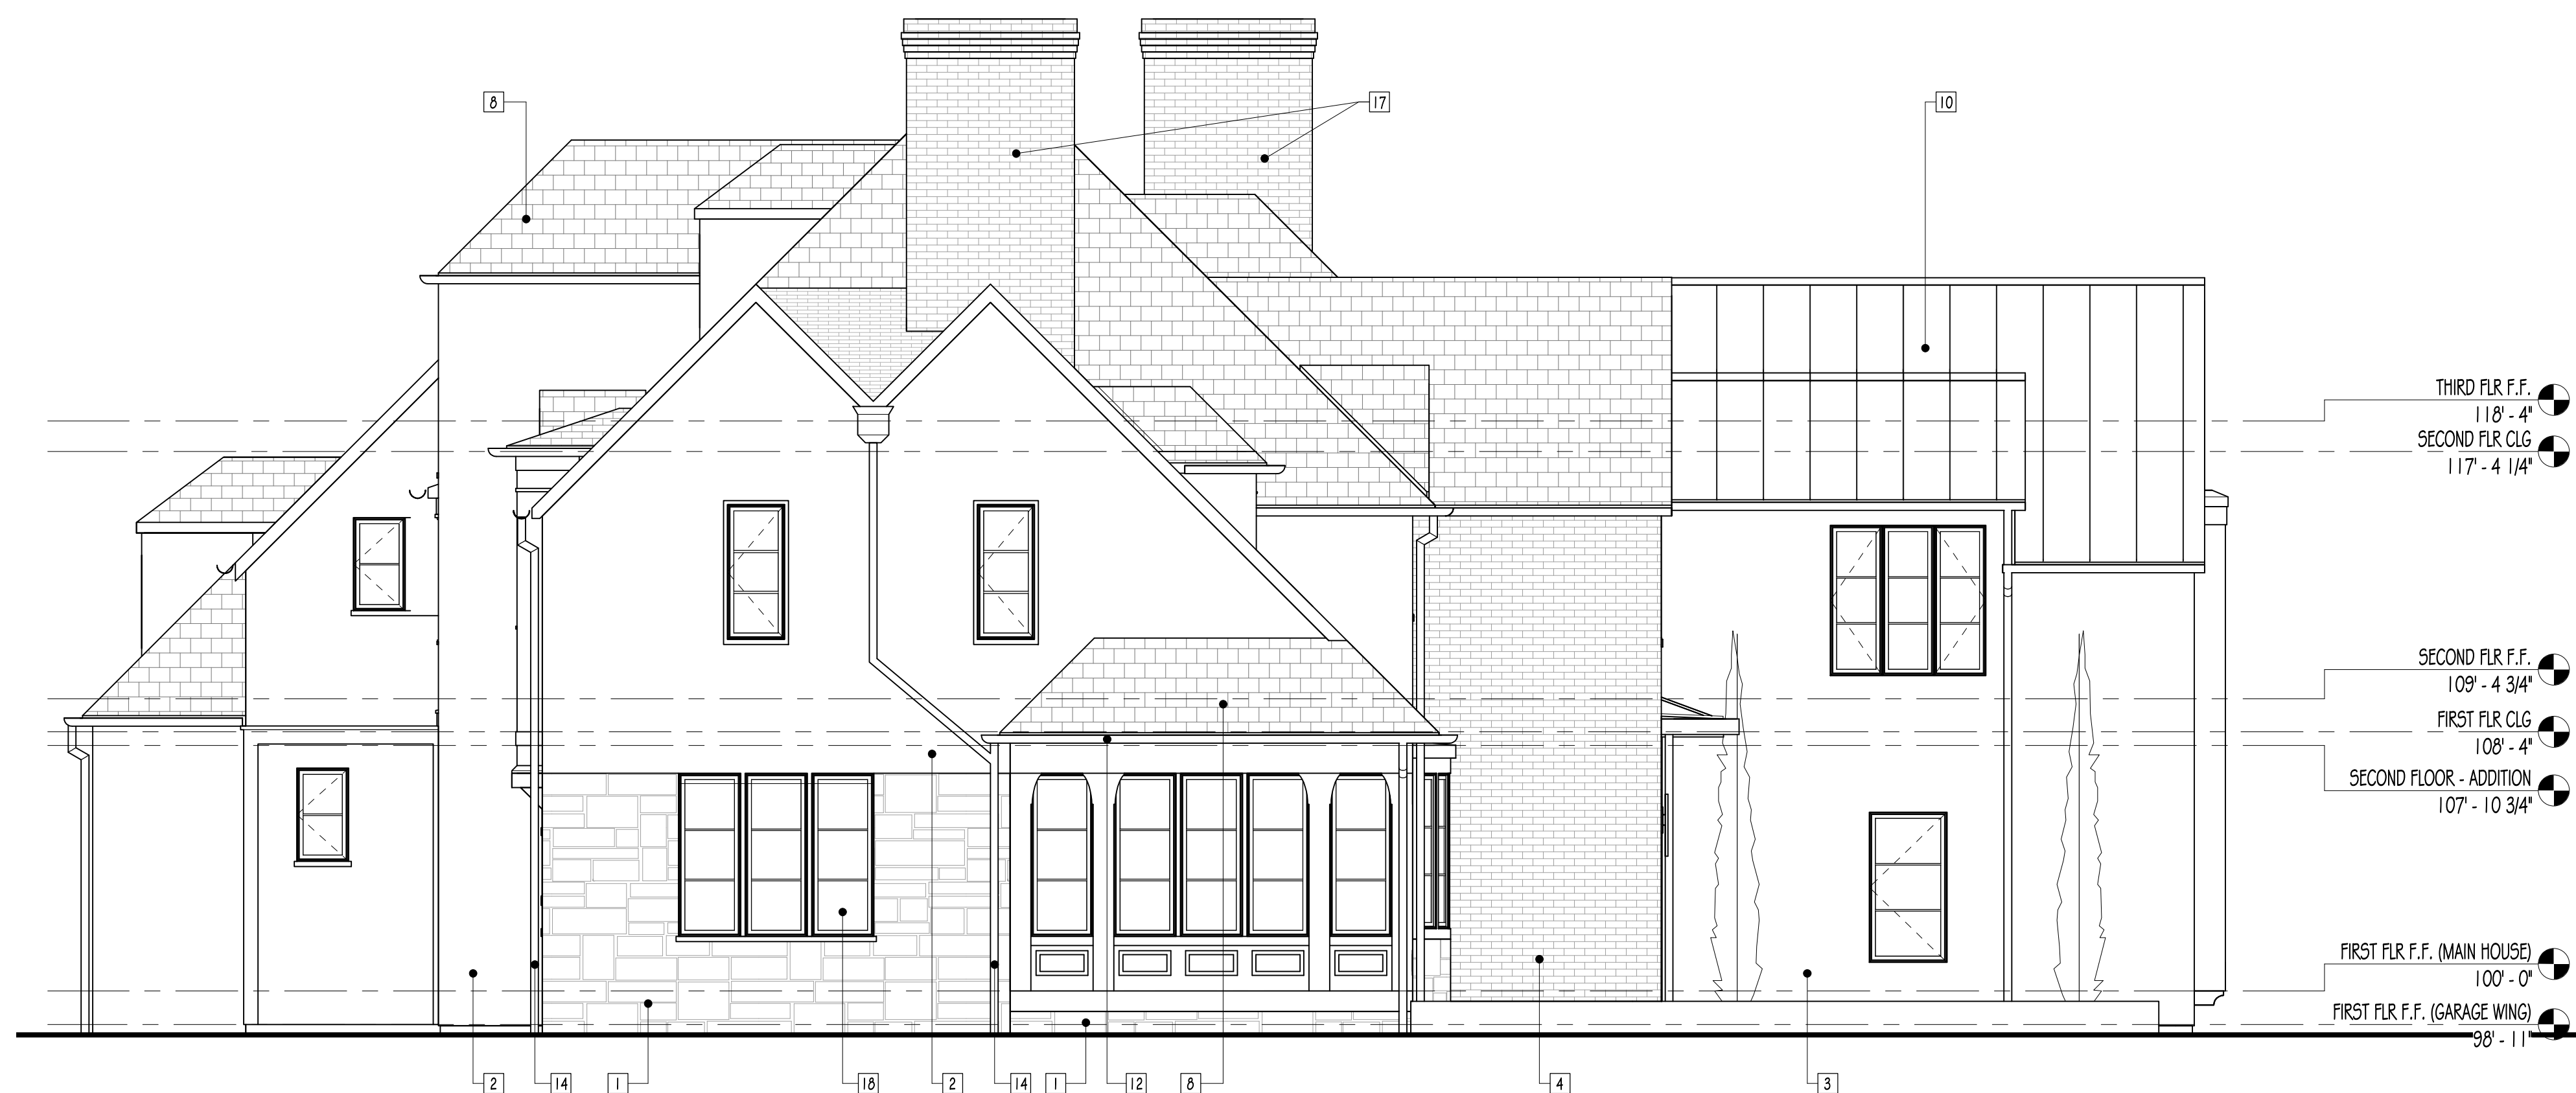 8
17
10
THIRD FLR F.F.
118' - 4"
SECOND FLR CLG
117' - 4 1/4"
SECOND FLR F.F.
109' - 4 3/4"
FIRST FLR CLG
108' - 4"
SECOND FLOOR - ADDITION
107' - 10 3/4"
FIRST FLR F.F. (MAIN HOUSE)
100' - 0"
FIRST FLR F.F. (GARAGE WING)
98' - 11"
2
14
1
18
2
14
1
12
8
4
3